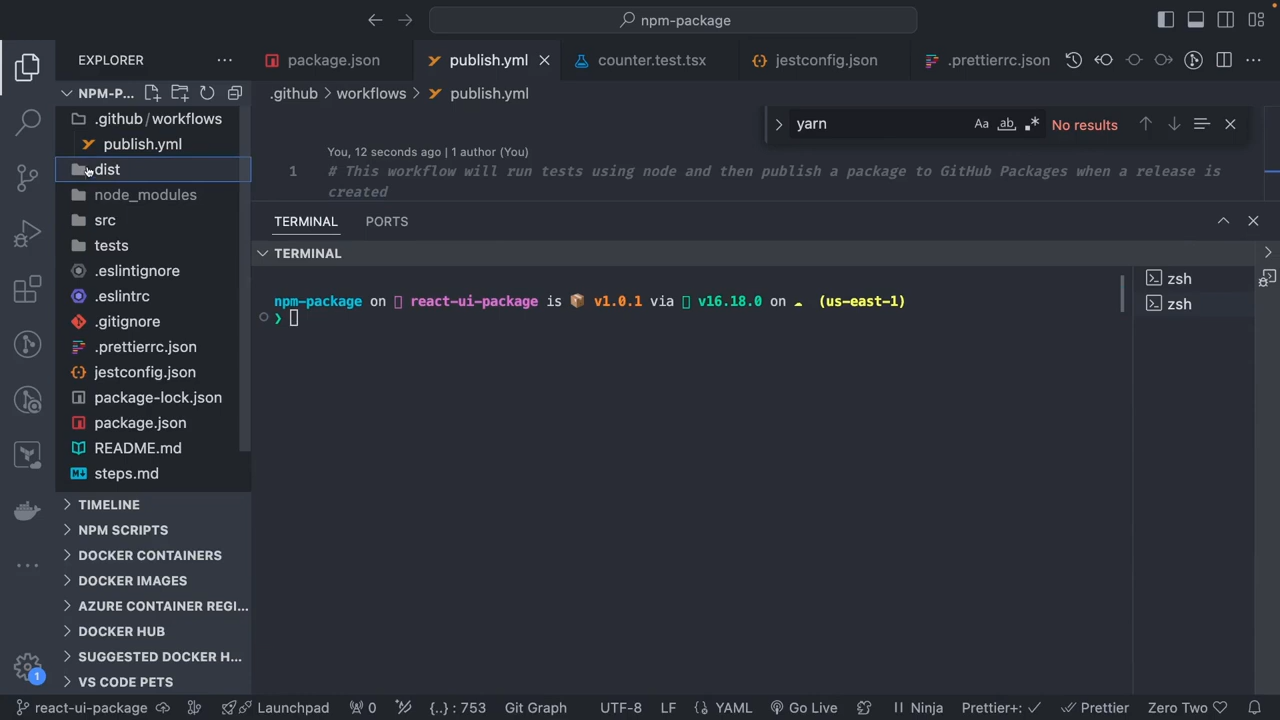 npm-package
EXPLORER
package.json
publish.yml
counter.test.tsx
jestconfig.json
.prettierrc.json
NPM-P...
.github > workflows > publish.yml
yarn
Aa
ab
No results
.github / workflows
publish.yml
dist
node_modules
src
tests
.eslintignore
.eslintrc
.gitignore
.prettierrc.json
jestconfig.json
package-lock.json
package.json
README.md
steps.md
TIMELINE
NPM SCRIPTS
DOCKER CONTAINERS
DOCKER IMAGES
AZURE CONTAINER REGI...
DOCKER HUB
SUGGESTED DOCKER H...
VS CODE PETS
You, 12 seconds ago | 1 author (You)
1 # This workflow will run tests using node and then publish a package to GitHub Packages when a release is
created
TERMINAL
PORTS
TERMINAL
npm-package on react-ui-package is 📦 v1.0.1 via v16.18.0 on ☁ (us-east-1)
❯
zsh
zsh
1
react-ui-package
Launchpad
0
{..} : 753
Git Graph
UTF-8
LF
YAML
Go Live
Ninja
Prettier+: ✓
Prettier
Zero Two ♡